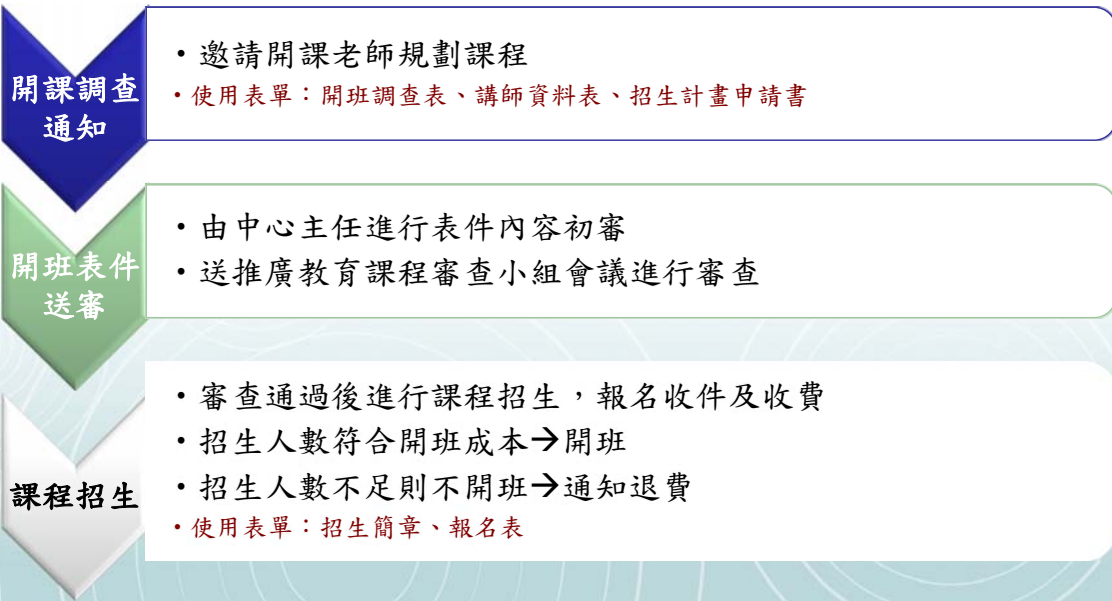 開課調查
通知
・邀請開課老師規劃課程
・使用表單：開班調查表、講師資料表、招生計畫申請書
開班表件
送審
・由中心主任進行表件內容初審
・送推廣教育課程審查小組會議進行審查
課程招生
・審查通過後進行課程招生，報名收件及收費
・招生人數符合開班成本→開班
・招生人數不足則不開班→通知退費
・使用表單：招生簡章、報名表